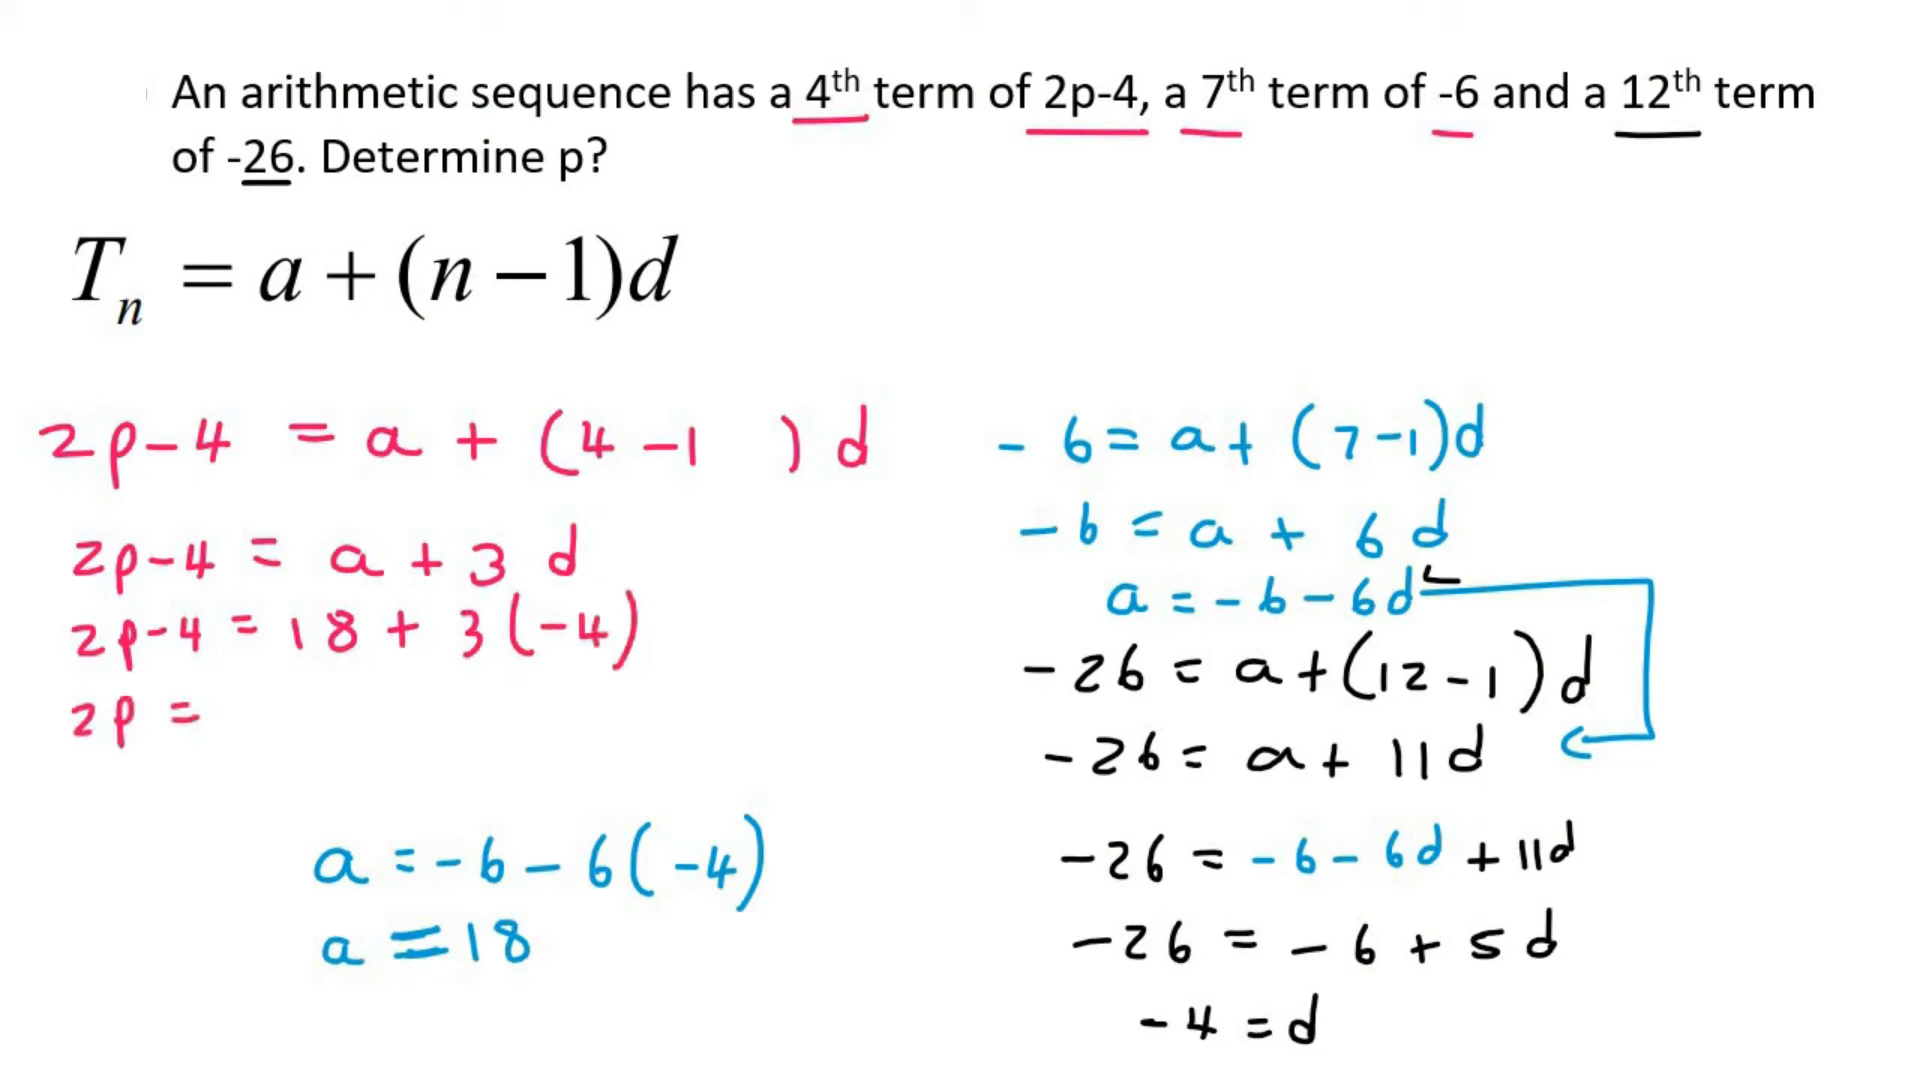 An arithmetic sequence has a 4th term of 2p-4, a 7th term of -6 and a 12th term
of -26. Determine p?
Tn = a + (n − 1)d
2p − 4 = a + (4 − 1 ) d
2p − 4 = a + 3 d
2p − 4 = 18 + 3 (−4)
2p =
a = −6 − 6(−4)
a = 18
− 6 = a + (7 − 1)d
− 6 = a + 6 d
a = − 6 − 6d
− 26 = a + (12 − 1) d
− 26 = a + 11d
− 26 = − 6 − 6d + 11d
− 26 = − 6 + 5 d
− 4 = d